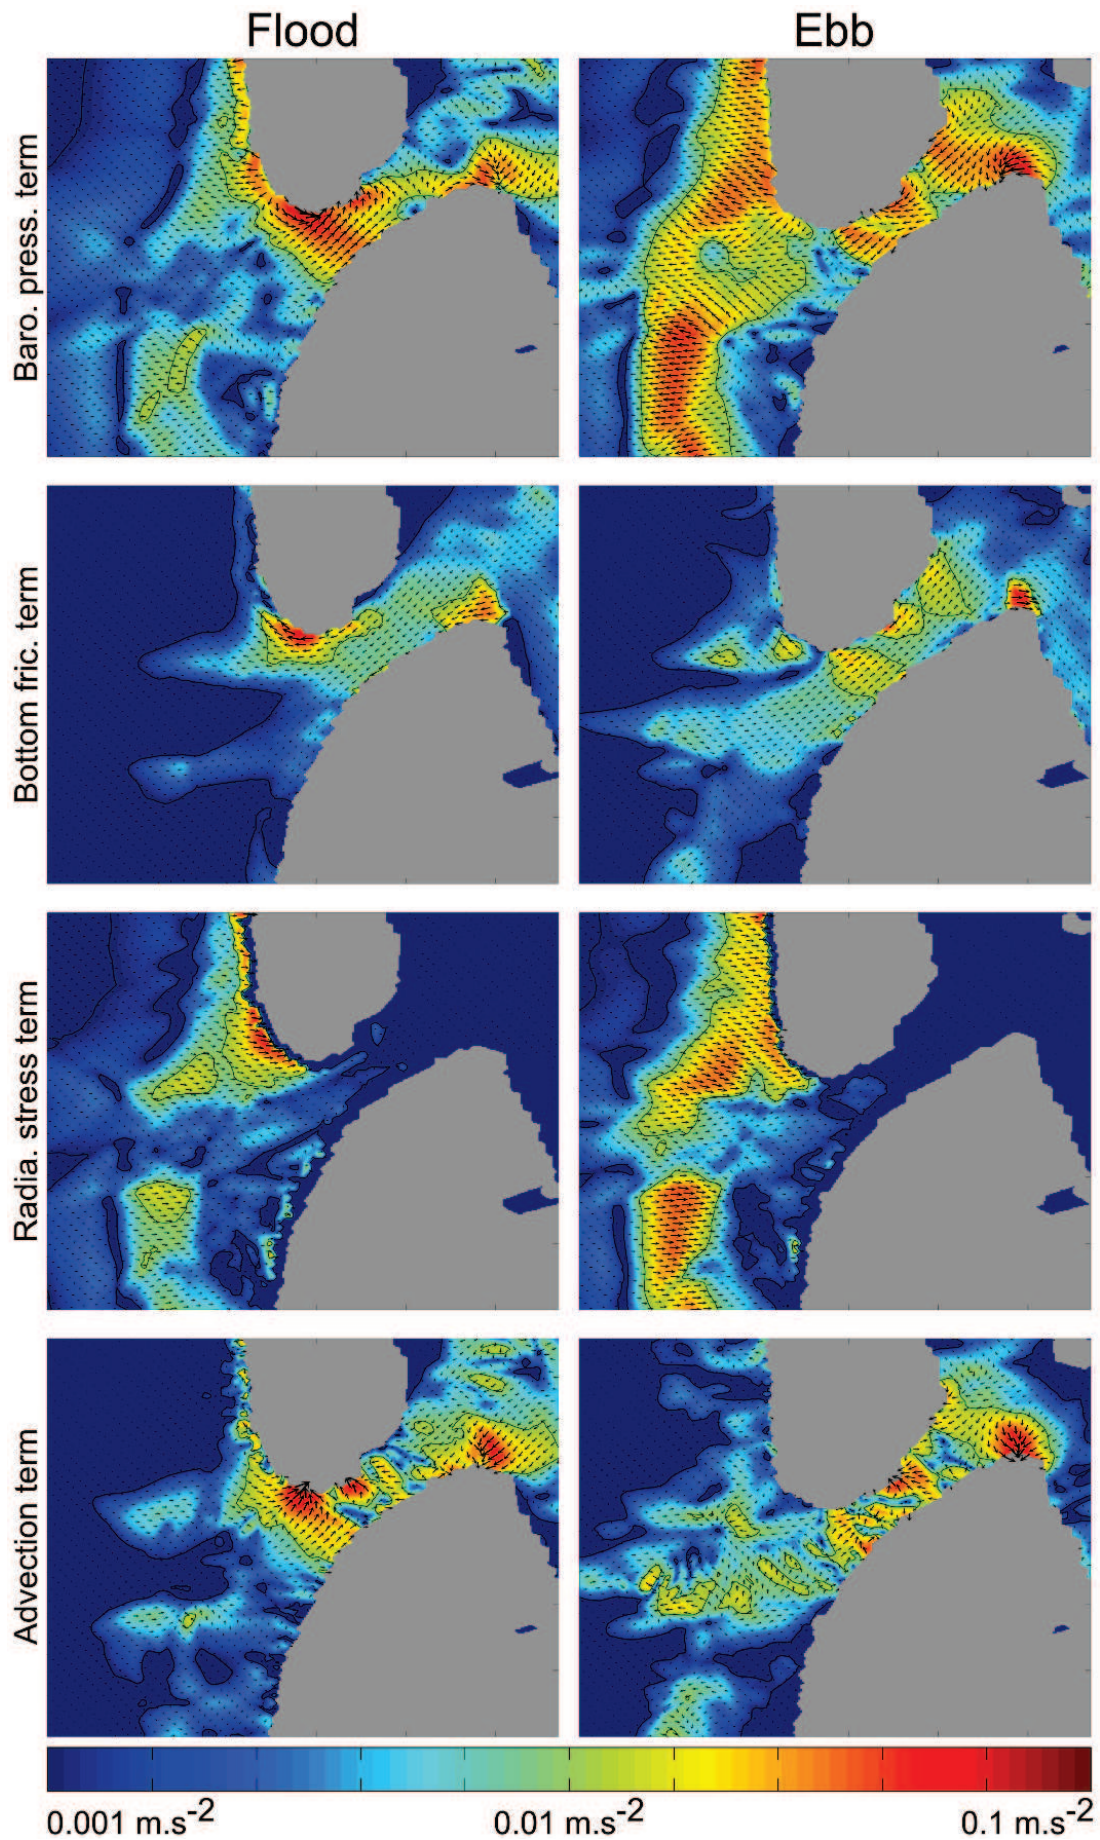 Flood Ebb
Baro. press. term
Bottom fric. term
Radia. stress term
Advection term
0.001 m.s-2 0.01 m.s-2 0.1 m.s-2